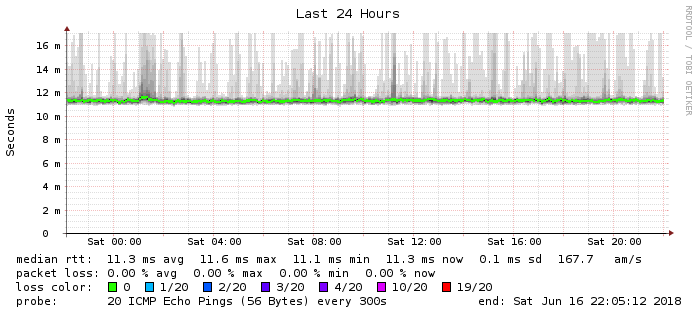 Last 24 Hours
RRDTOOL / TOBI OETIKER
Seconds
16 m
14 m
12 m
10 m
8 m
6 m
4 m
2 m
0
Sat 00:00 Sat 04:00 Sat 08:00 Sat 12:00 Sat 16:00 Sat 20:00
median rtt: 11.3 ms avg 11.6 ms max 11.1 ms min 11.3 ms now 0.1 ms sd 167.7 am/s
packet loss: 0.00 % avg 0.00 % max 0.00 % min 0.00 % now
loss color: 0 1/20 2/20 3/20 4/20 10/20 19/20
probe: 20 ICMP Echo Pings (56 Bytes) every 300s end: Sat Jun 16 22:05:12 2018